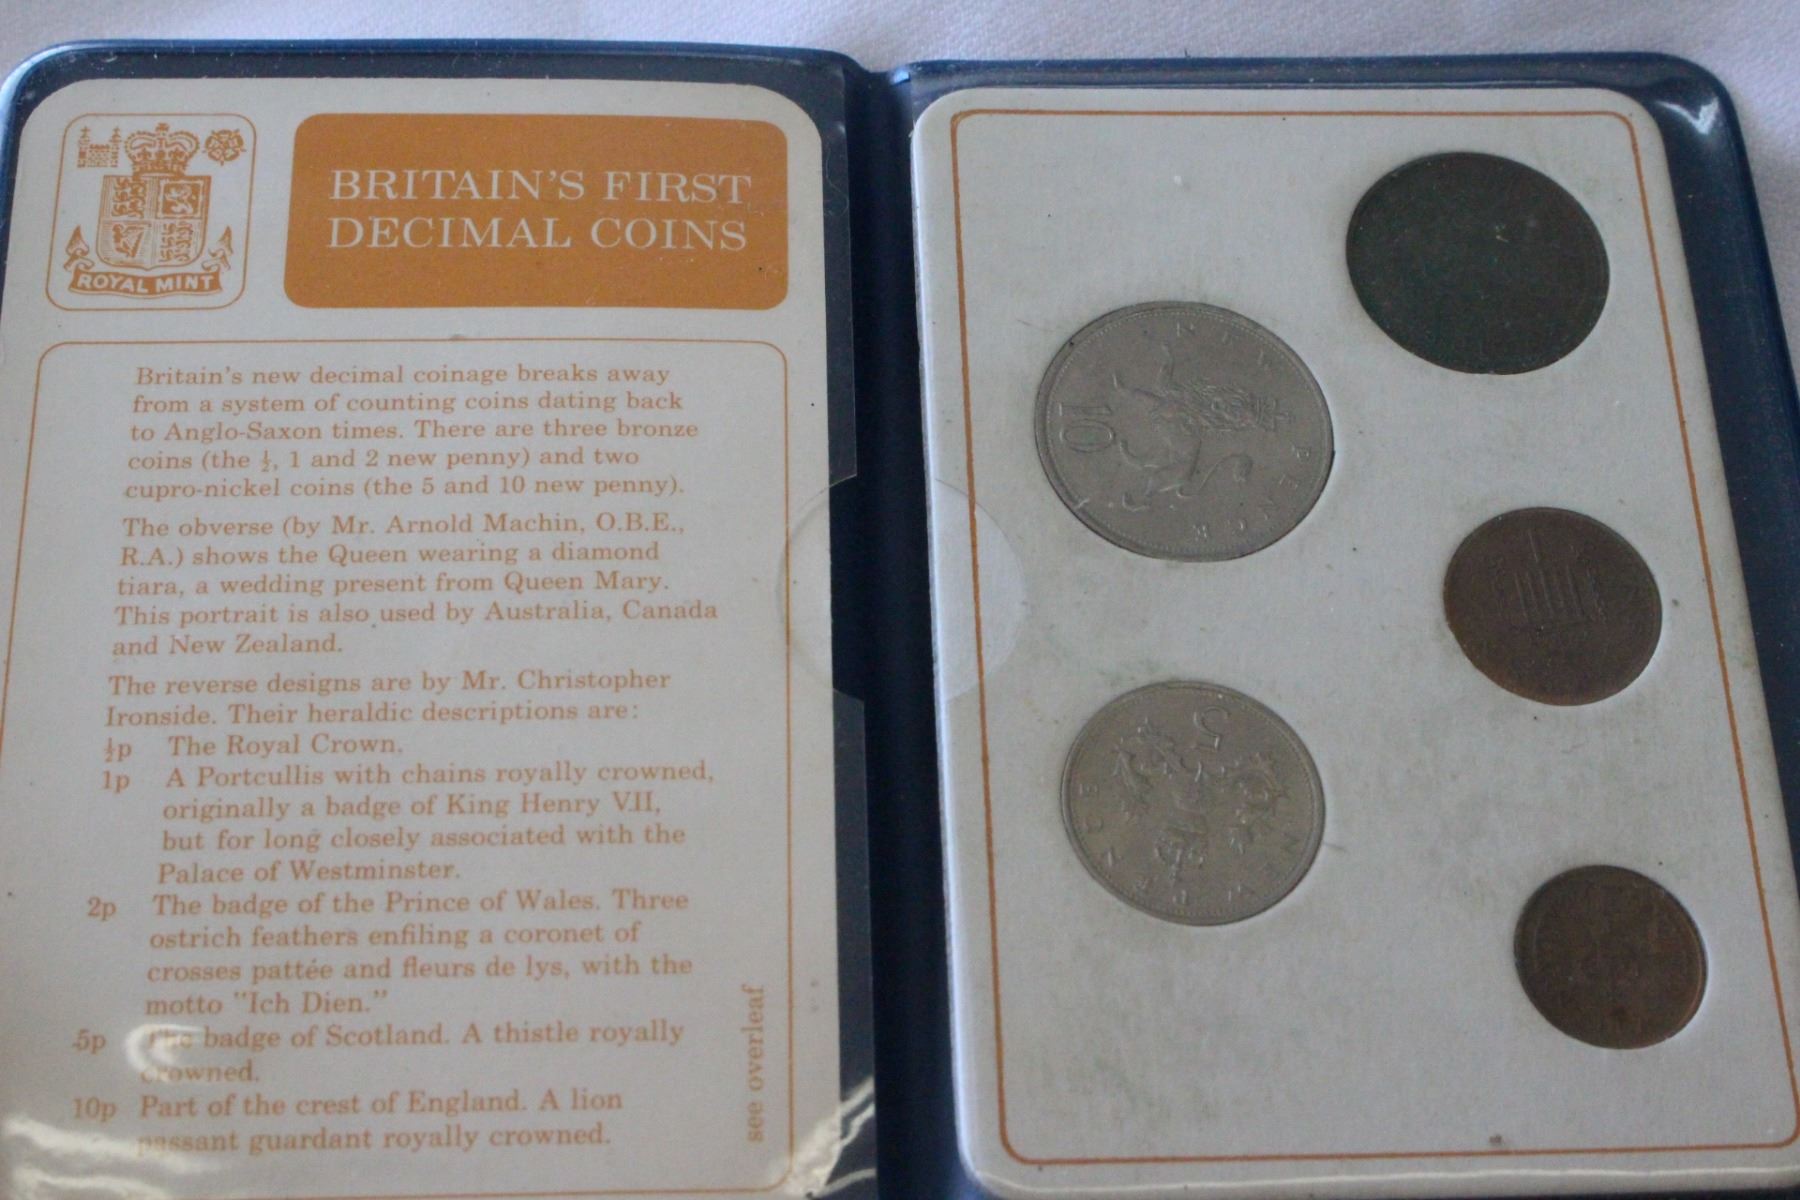 ROYAL MINT
BRITAIN'S FIRST
DECIMAL COINS
Britain's new decimal coinage breaks away
from a system of counting coins dating back
to Anglo-Saxon times. There are three bronze
coins (the ½, 1 and 2 new penny) and two
cupro-nickel coins (the 5 and 10 new penny).
The obverse (by Mr. Arnold Machin, O.B.E.,
R.A.) shows the Queen wearing a diamond
tiara, a wedding present from Queen Mary.
This portrait is also used by Australia, Canada
and New Zealand.
The reverse designs are by Mr. Christopher
Ironside. Their heraldic descriptions are:
½p The Royal Crown.
1p A Portcullis with chains royally crowned,
originally a badge of King Henry VII,
but for long closely associated with the
Palace of Westminster.
2p The badge of the Prince of Wales. Three
ostrich feathers enfiling a coronet of
crosses pattée and fleurs de lys, with the
motto "Ich Dien."
5p The badge of Scotland. A thistle royally
crowned.
10p Part of the crest of England. A lion
passant guardant royally crowned.
see overleaf
10
5
NEW PENCE
1